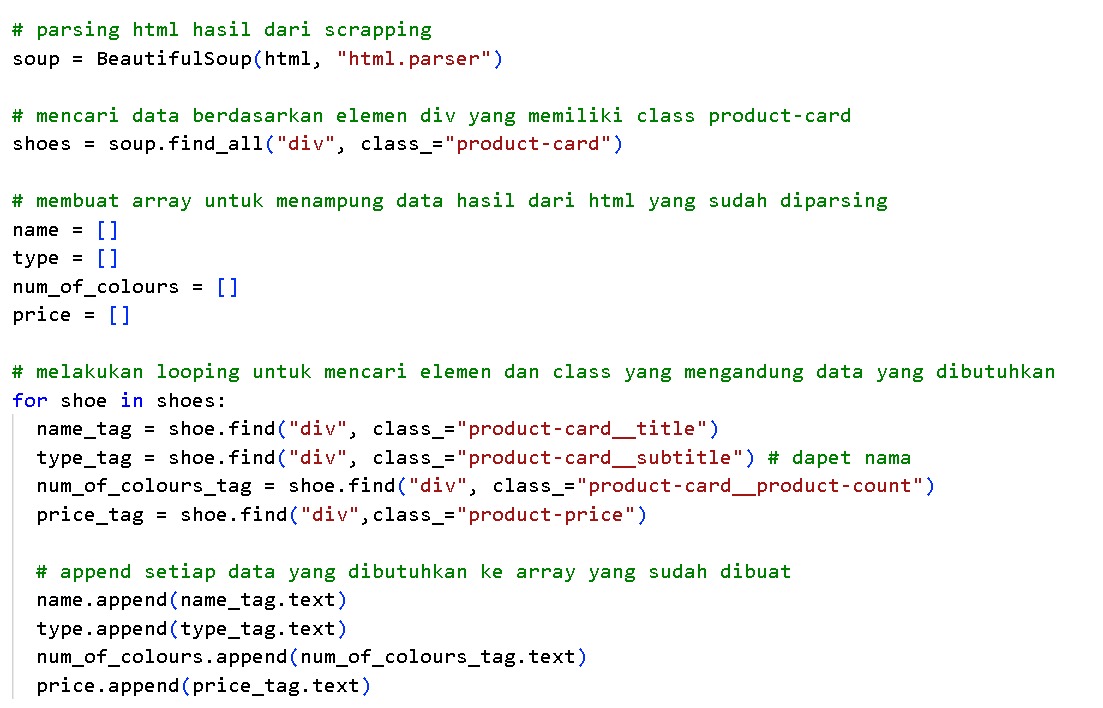 # parsing html hasil dari scrapping
soup = BeautifulSoup(html, "html.parser")
# mencari data berdasarkan elemen div yang memiliki class product-card
shoes = soup.find_all("div", class_="product-card")
# membuat array untuk menampung data hasil dari html yang sudah diparsing
name = []
type = []
num_of_colours = []
price = []
# melakukan looping untuk mencari elemen dan class yang mengandung data yang dibutuhkan
for shoe in shoes:
  name_tag = shoe.find("div", class_="product-card__title")
  type_tag = shoe.find("div", class_="product-card__subtitle") # dapet nama
  num_of_colours_tag = shoe.find("div", class_="product-card__product-count")
  price_tag = shoe.find("div",class_="product-price")
  # append setiap data yang dibutuhkan ke array yang sudah dibuat
  name.append(name_tag.text)
  type.append(type_tag.text)
  num_of_colours.append(num_of_colours_tag.text)
  price.append(price_tag.text)